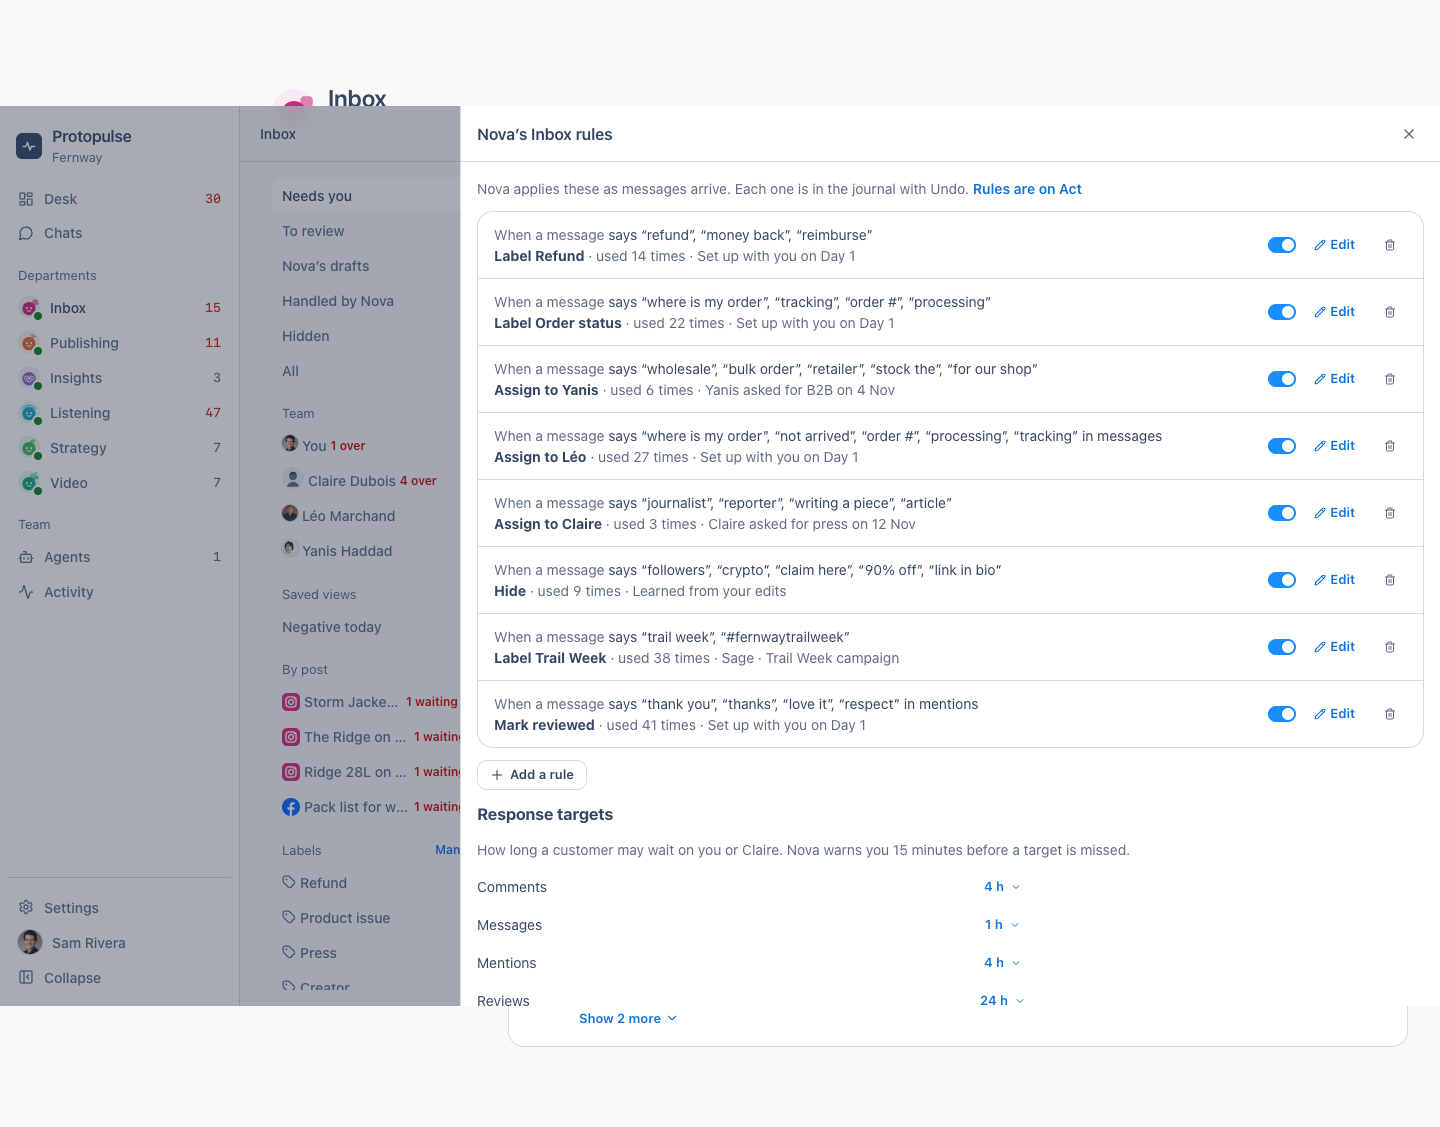 Inbox
Protopulse
Fernway
Desk 30
Chats
Departments
Inbox 15
Publishing 11
Insights 3
Listening 47
Strategy 7
Video 7
Team
Agents 1
Activity
Settings
Sam Rivera
Collapse
Inbox
Needs you
To review
Nova’s drafts
Handled by Nova
Hidden
All
Team
You 1 over
Claire Dubois 4 over
Léo Marchand
Yanis Haddad
Saved views
Negative today
By post
Storm Jacke... 1 waiting
The Ridge on ... 1 waiting
Ridge 28L on ... 1 waiting
Pack list for w... 1 waiting
Labels Man
Refund
Product issue
Press
Creator
Nova’s Inbox rules
Nova applies these as messages arrive. Each one is in the journal with Undo. Rules are on Act
When a message says “refund”, “money back”, “reimburse”
Label Refund · used 14 times · Set up with you on Day 1
Edit
When a message says “where is my order”, “tracking”, “order #”, “processing”
Label Order status · used 22 times · Set up with you on Day 1
Edit
When a message says “wholesale”, “bulk order”, “retailer”, “stock the”, “for our shop”
Assign to Yanis · used 6 times · Yanis asked for B2B on 4 Nov
Edit
When a message says “where is my order”, “not arrived”, “order #”, “processing”, “tracking” in messages
Assign to Léo · used 27 times · Set up with you on Day 1
Edit
When a message says “journalist”, “reporter”, “writing a piece”, “article”
Assign to Claire · used 3 times · Claire asked for press on 12 Nov
Edit
When a message says “followers”, “crypto”, “claim here”, “90% off”, “link in bio”
Hide · used 9 times · Learned from your edits
Edit
When a message says “trail week”, “#fernwaytrailweek”
Label Trail Week · used 38 times · Sage · Trail Week campaign
Edit
When a message says “thank you”, “thanks”, “love it”, “respect” in mentions
Mark reviewed · used 41 times · Set up with you on Day 1
Edit
Add a rule
Response targets
How long a customer may wait on you or Claire. Nova warns you 15 minutes before a target is missed.
Comments 4 h
Messages 1 h
Mentions 4 h
Reviews 24 h
Show 2 more